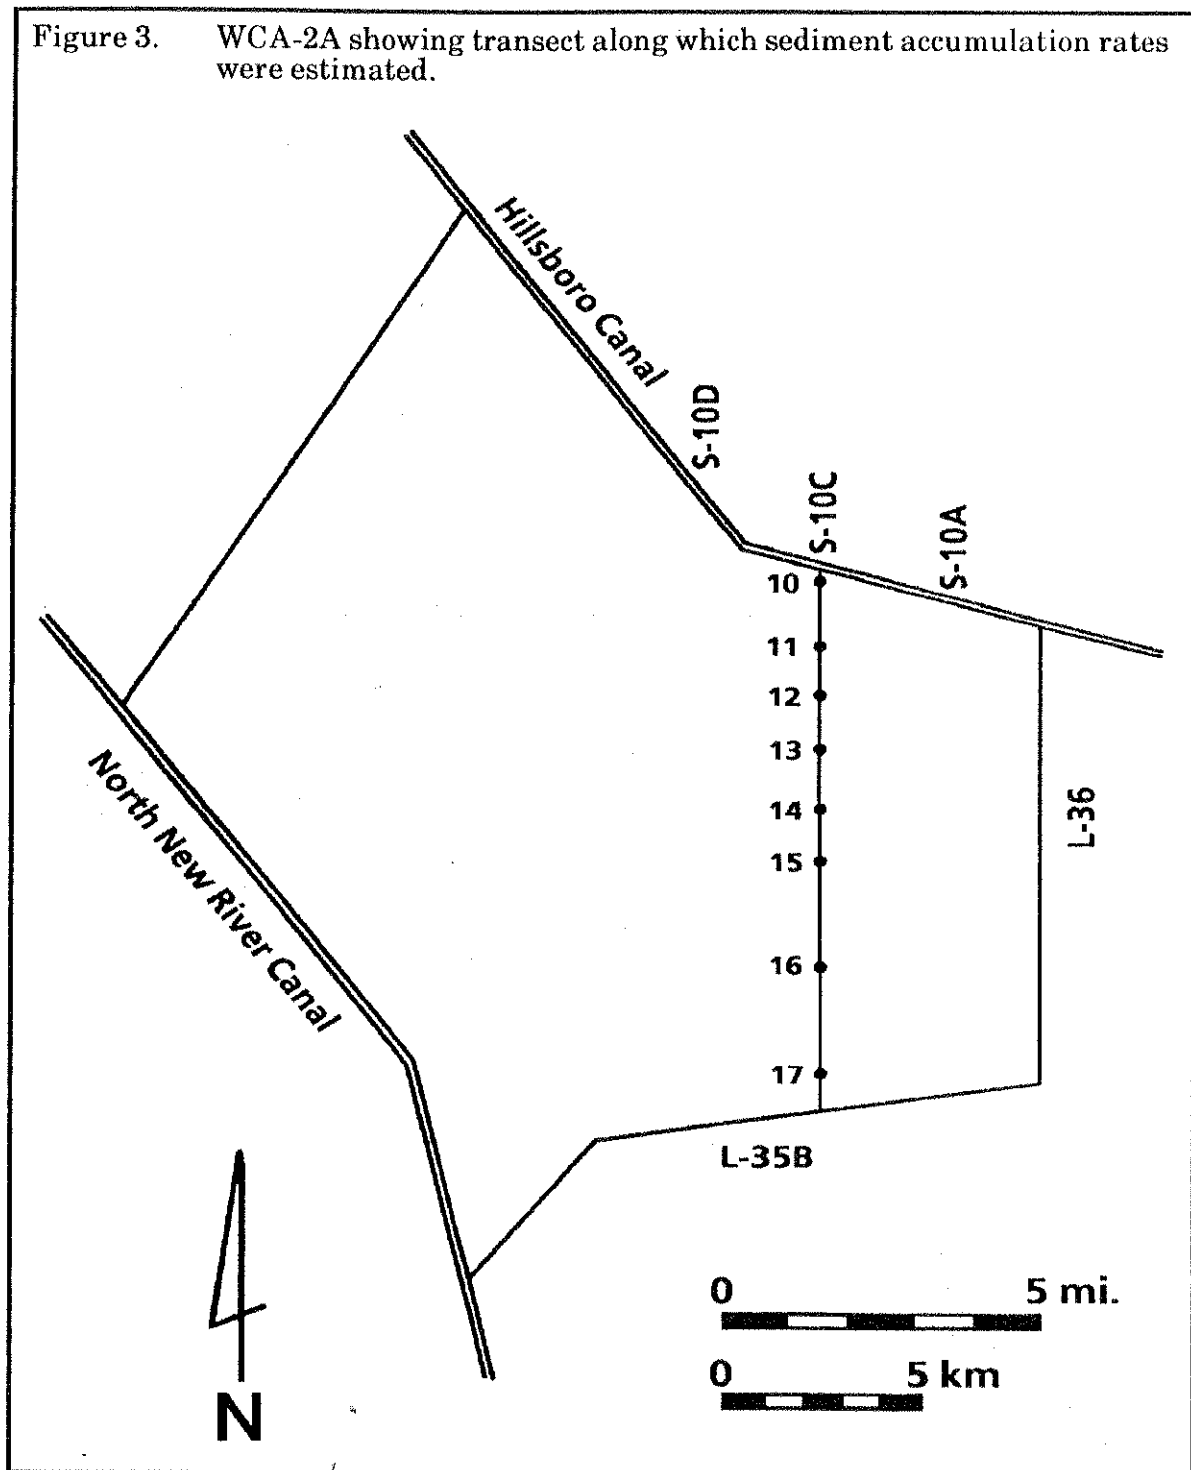 Figure 3. WCA-2A showing transect along which sediment accumulation rates
were estimated.
Hillsboro Canal
S-10D
S-10C
S-10A
10
11
12
13
14
15
16
17
L-36
North New River Canal
L-35B
N
0 5 mi.
0 5 km